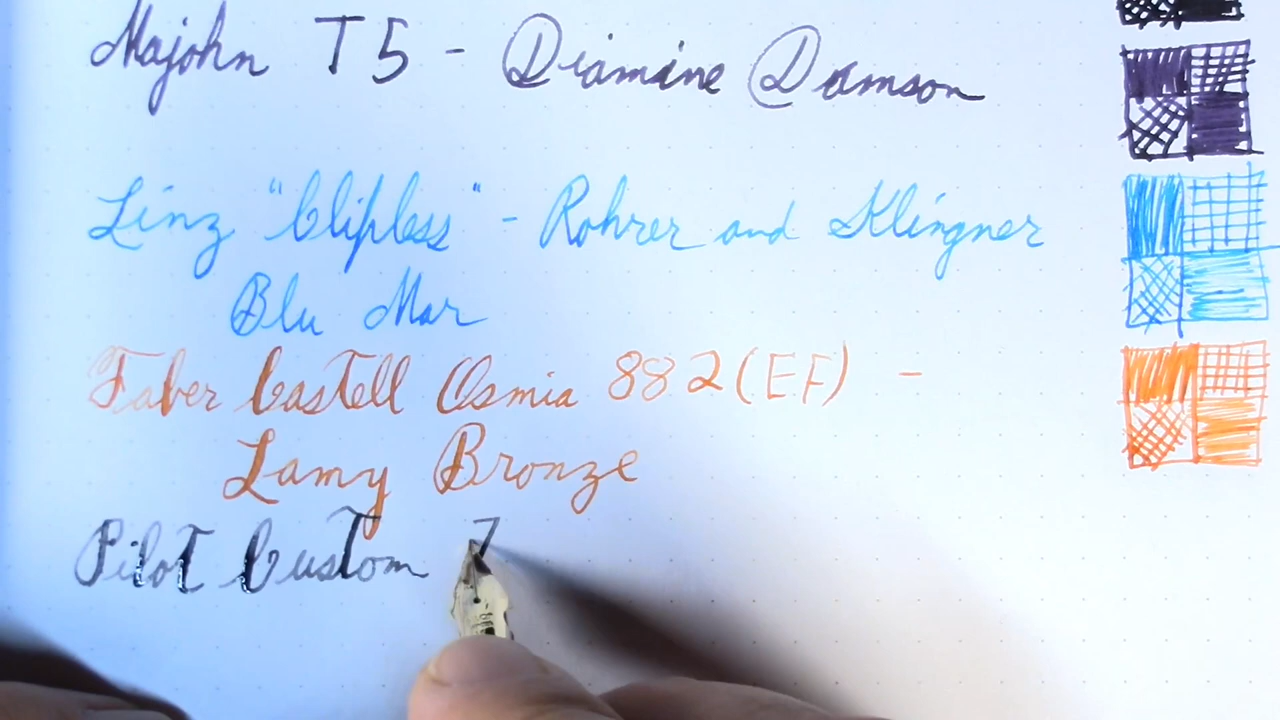 Majohn T5 - Diamine Damson
Linz "Clipless" - Rohrer and Klingner
Blu Mar
Faber Castell Osmia 882 (EF) -
Lamy Bronze
Pilot Custom 7